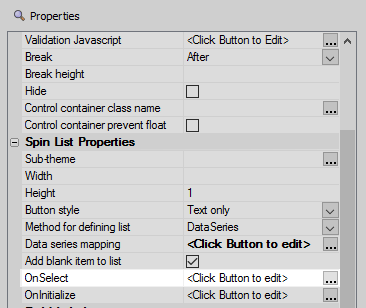 Properties
Validation Javascript <Click Button to Edit> ...
Break After
Break height
Hide
Control container class name ...
Control container prevent float
Spin List Properties
Sub-theme ...
Width
Height 1
Button style Text only
Method for defining list DataSeries
Data series mapping <Click Button to edit> ...
Add blank item to list
OnSelect <Click Button to edit> ...
OnInitialize <Click Button to edit> ...